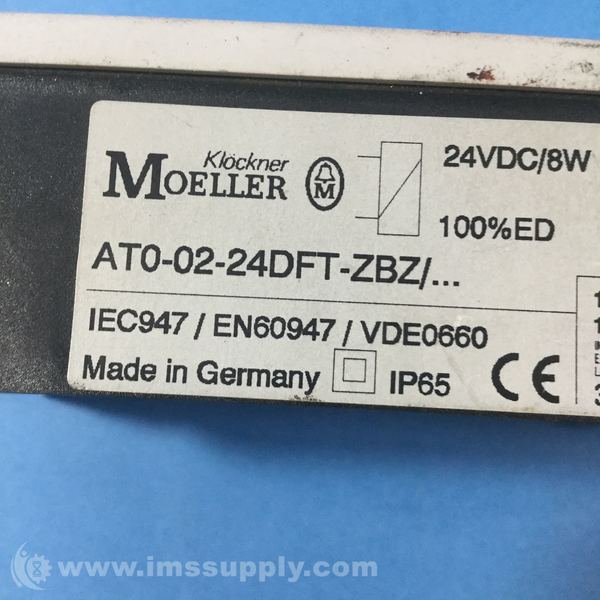 Klöckner
MOELLER
M
24VDC/8W
100%ED
AT0-02-24DFT-ZBZ/...
IEC947 / EN60947 / VDE0660
Made in Germany IP65 CE
© www.imssupply.com